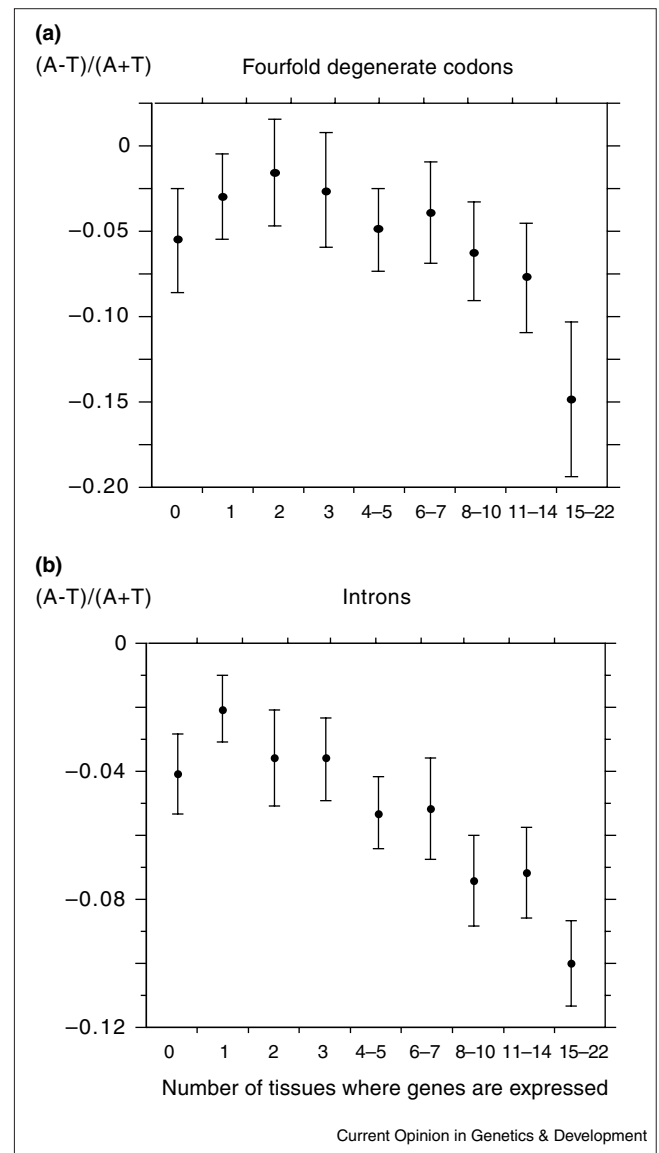 (a)
(A-T)/(A+T)
Fourfold degenerate codons
0
−0.05
−0.10
−0.15
−0.20
0 1 2 3 4–5 6–7 8–10 11–14 15–22
(b)
(A-T)/(A+T)
Introns
0
−0.04
−0.08
−0.12
0 1 2 3 4–5 6–7 8–10 11–14 15–22
Number of tissues where genes are expressed
Current Opinion in Genetics & Development